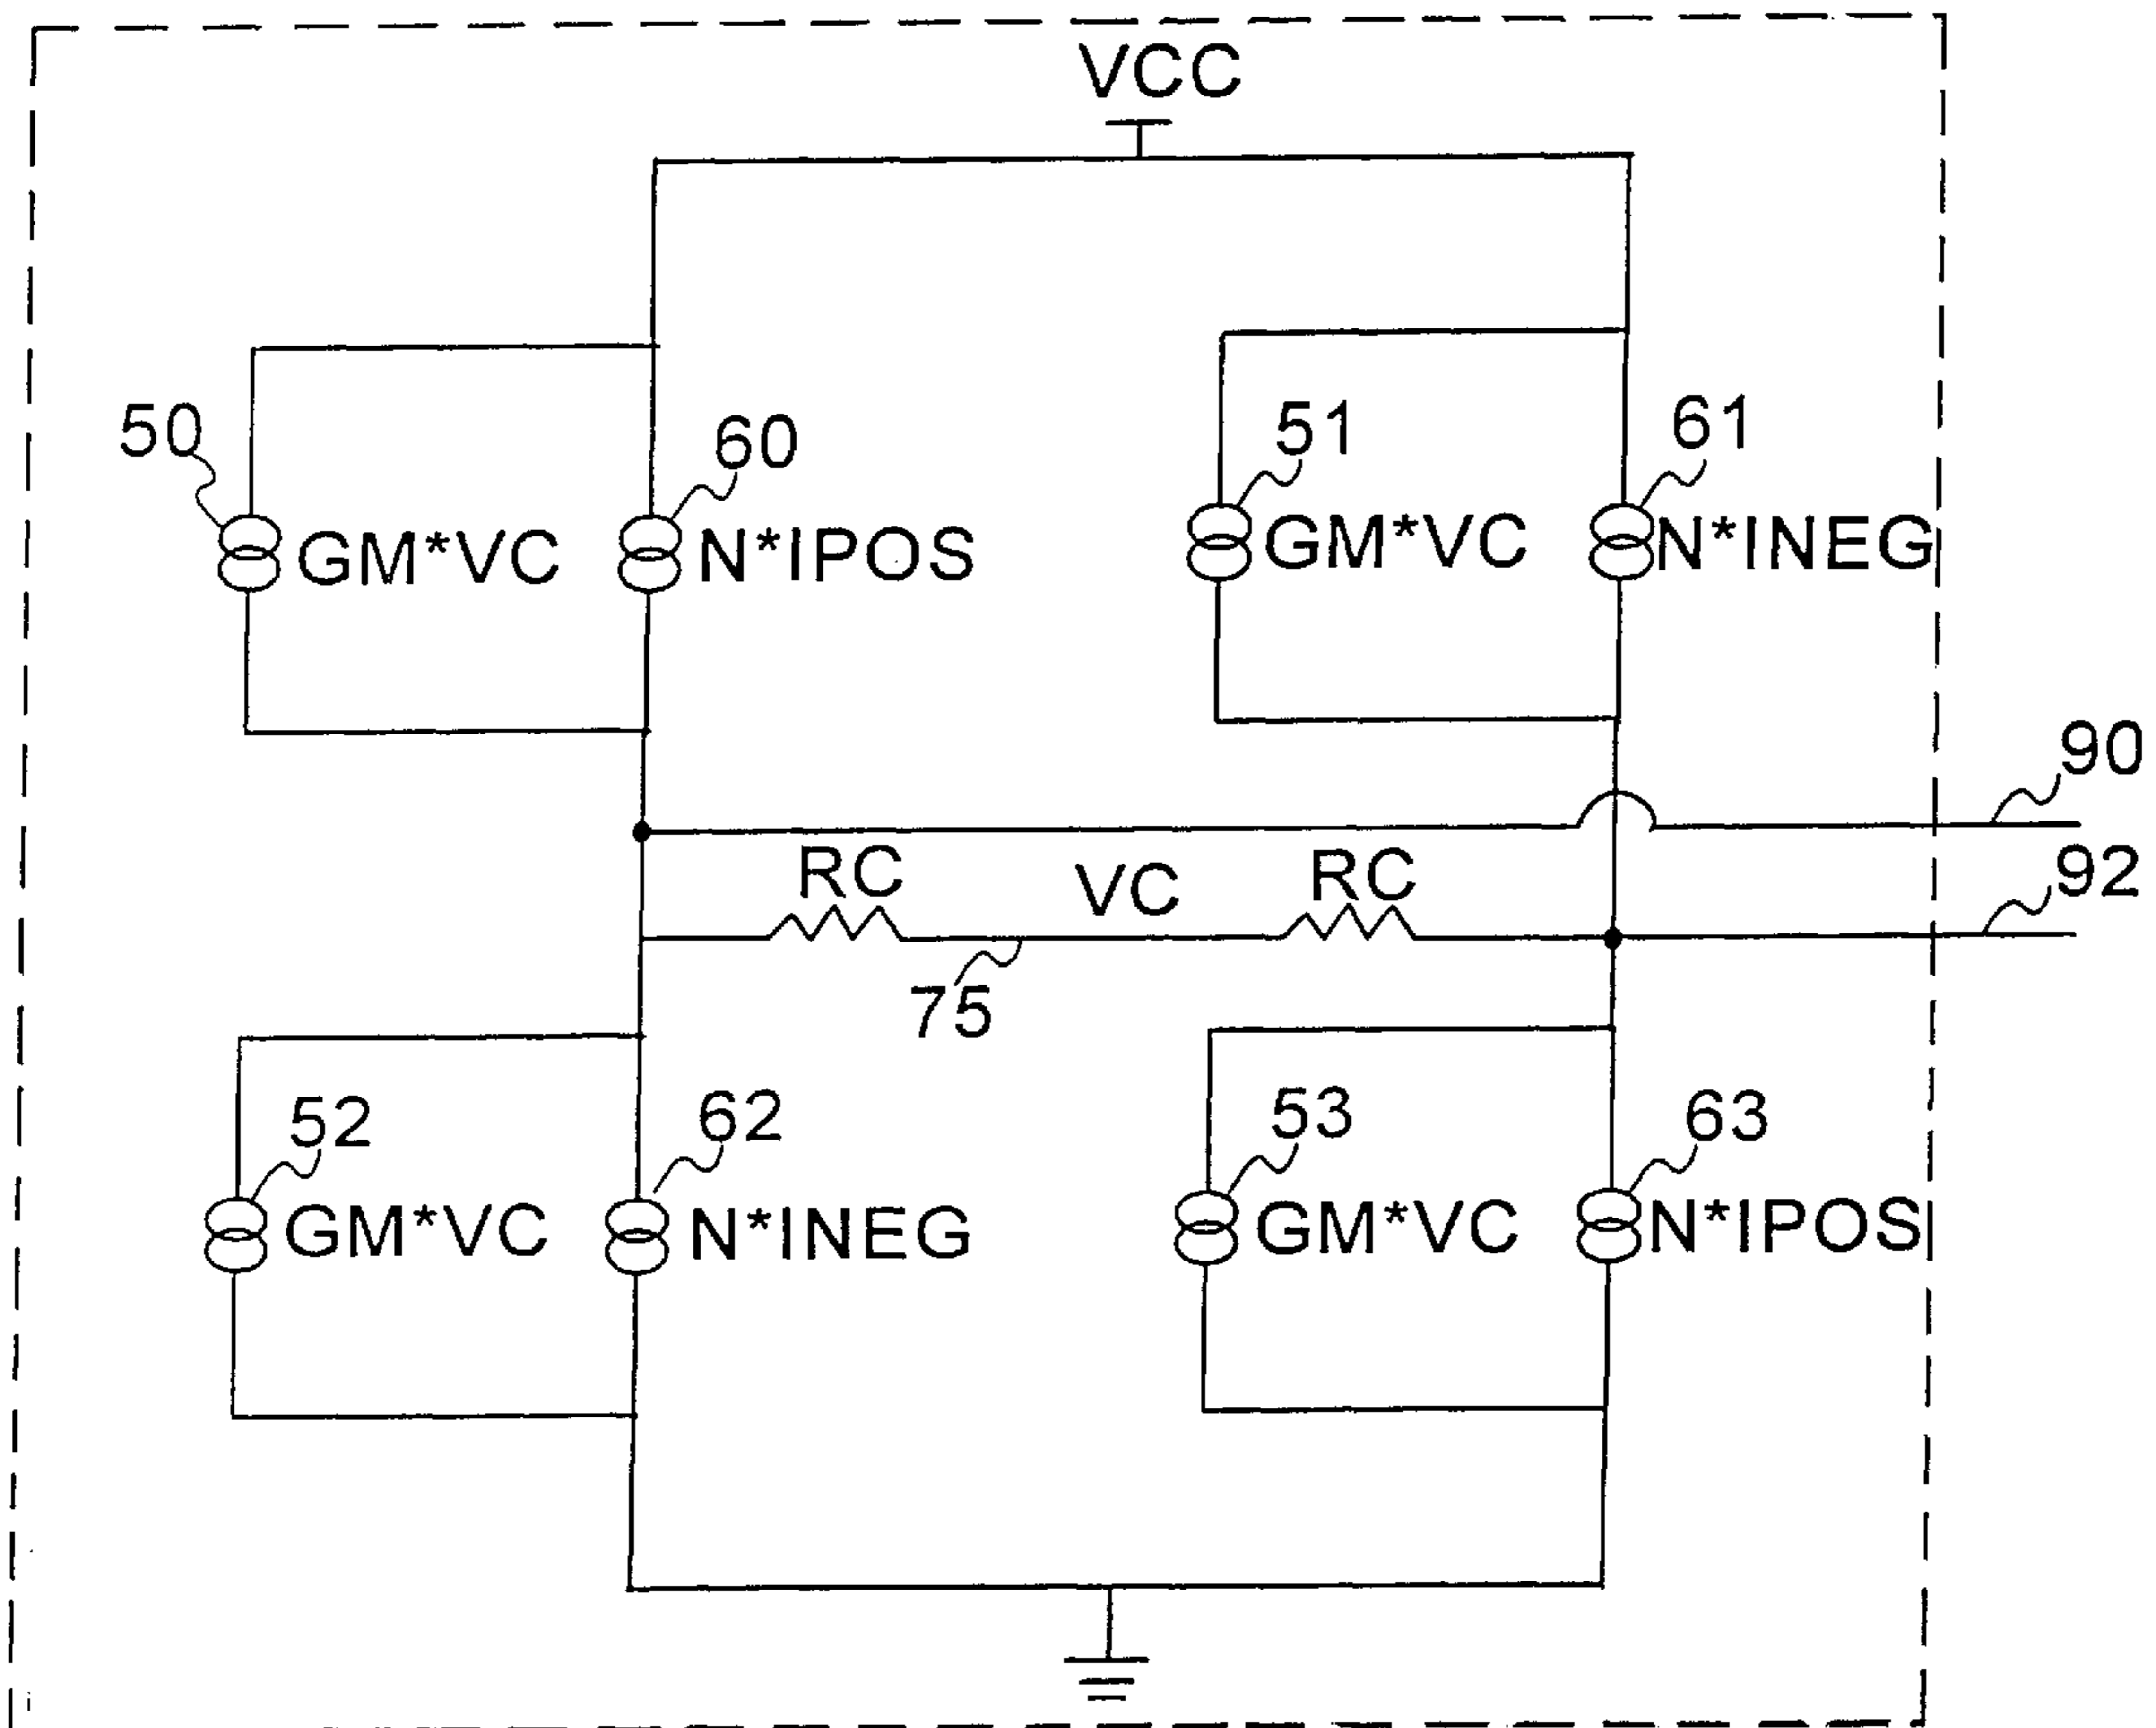 VCC
50
60
51
61
GM*VC
N*IPOS
GM*VC
N*INEG
90
RC
VC
RC
92
75
52
62
53
63
GM*VC
N*INEG
GM*VC
N*IPOS